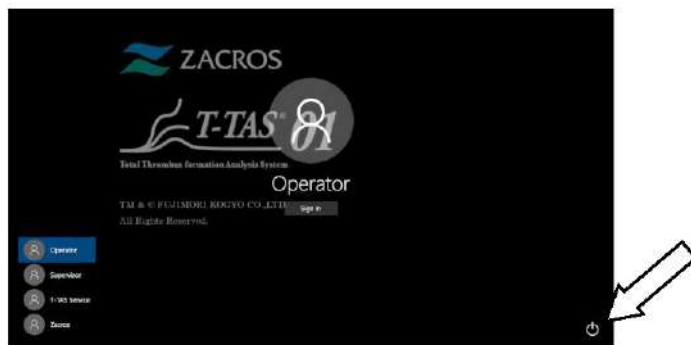 ZACROS
T-TAS® 01
Total Thrombus formation Analysis System
Operator
TM & © FUJIMORI KOGYO CO.,LTD.
Sign in
All Rights Reserved.
Operator
Supervisor
T-TAS Service
Zacros